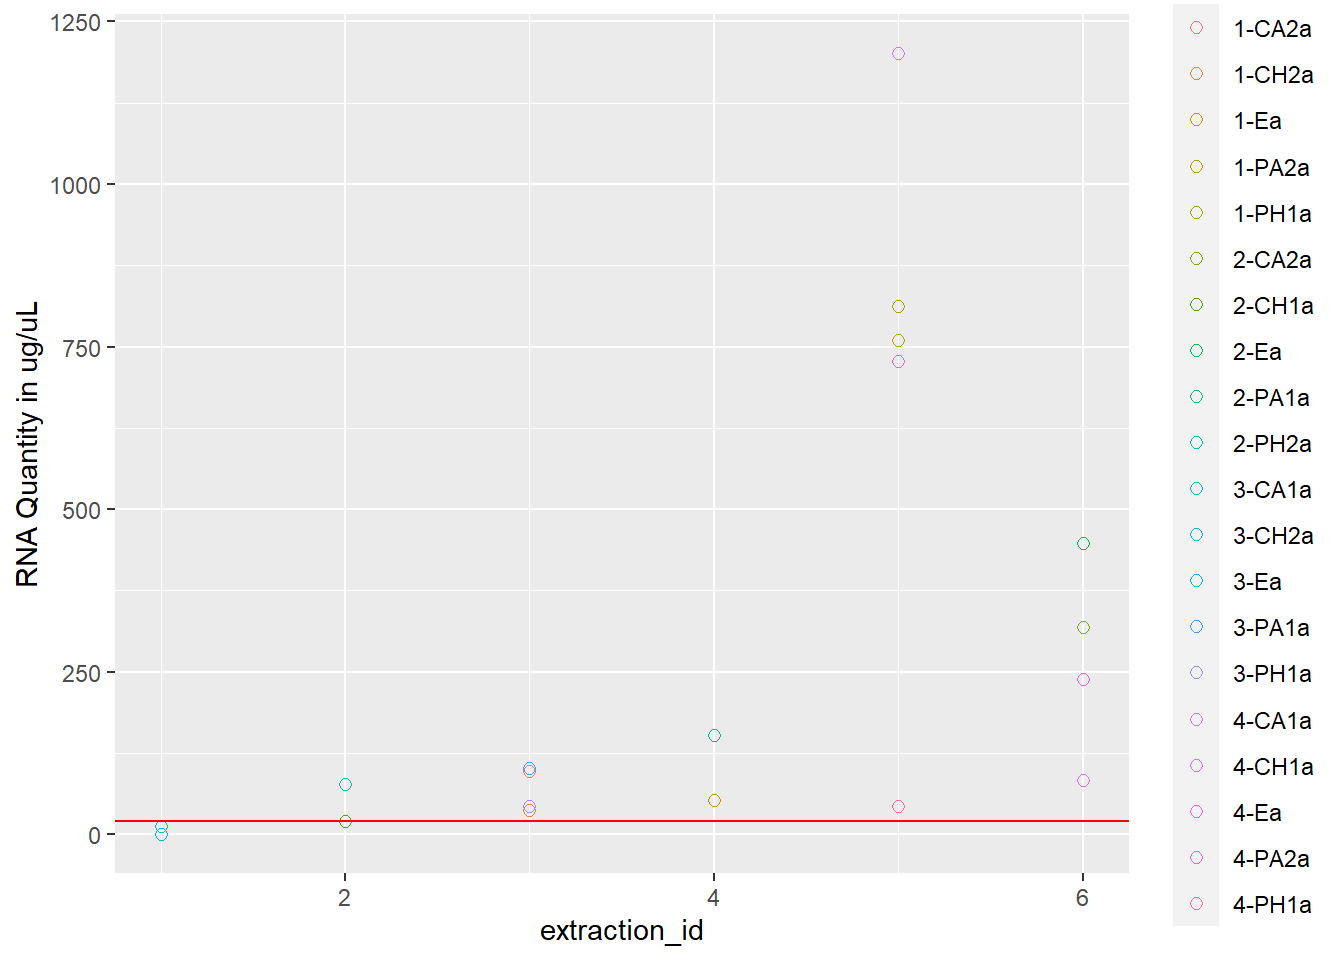 1250
1000
750
500
250
0
RNA Quantity in ug/uL
2
4
6
extraction_id
1-CA2a
1-CH2a
1-Ea
1-PA2a
1-PH1a
2-CA2a
2-CH1a
2-Ea
2-PA1a
2-PH2a
3-CA1a
3-CH2a
3-Ea
3-PA1a
3-PH1a
4-CA1a
4-CH1a
4-Ea
4-PA2a
4-PH1a